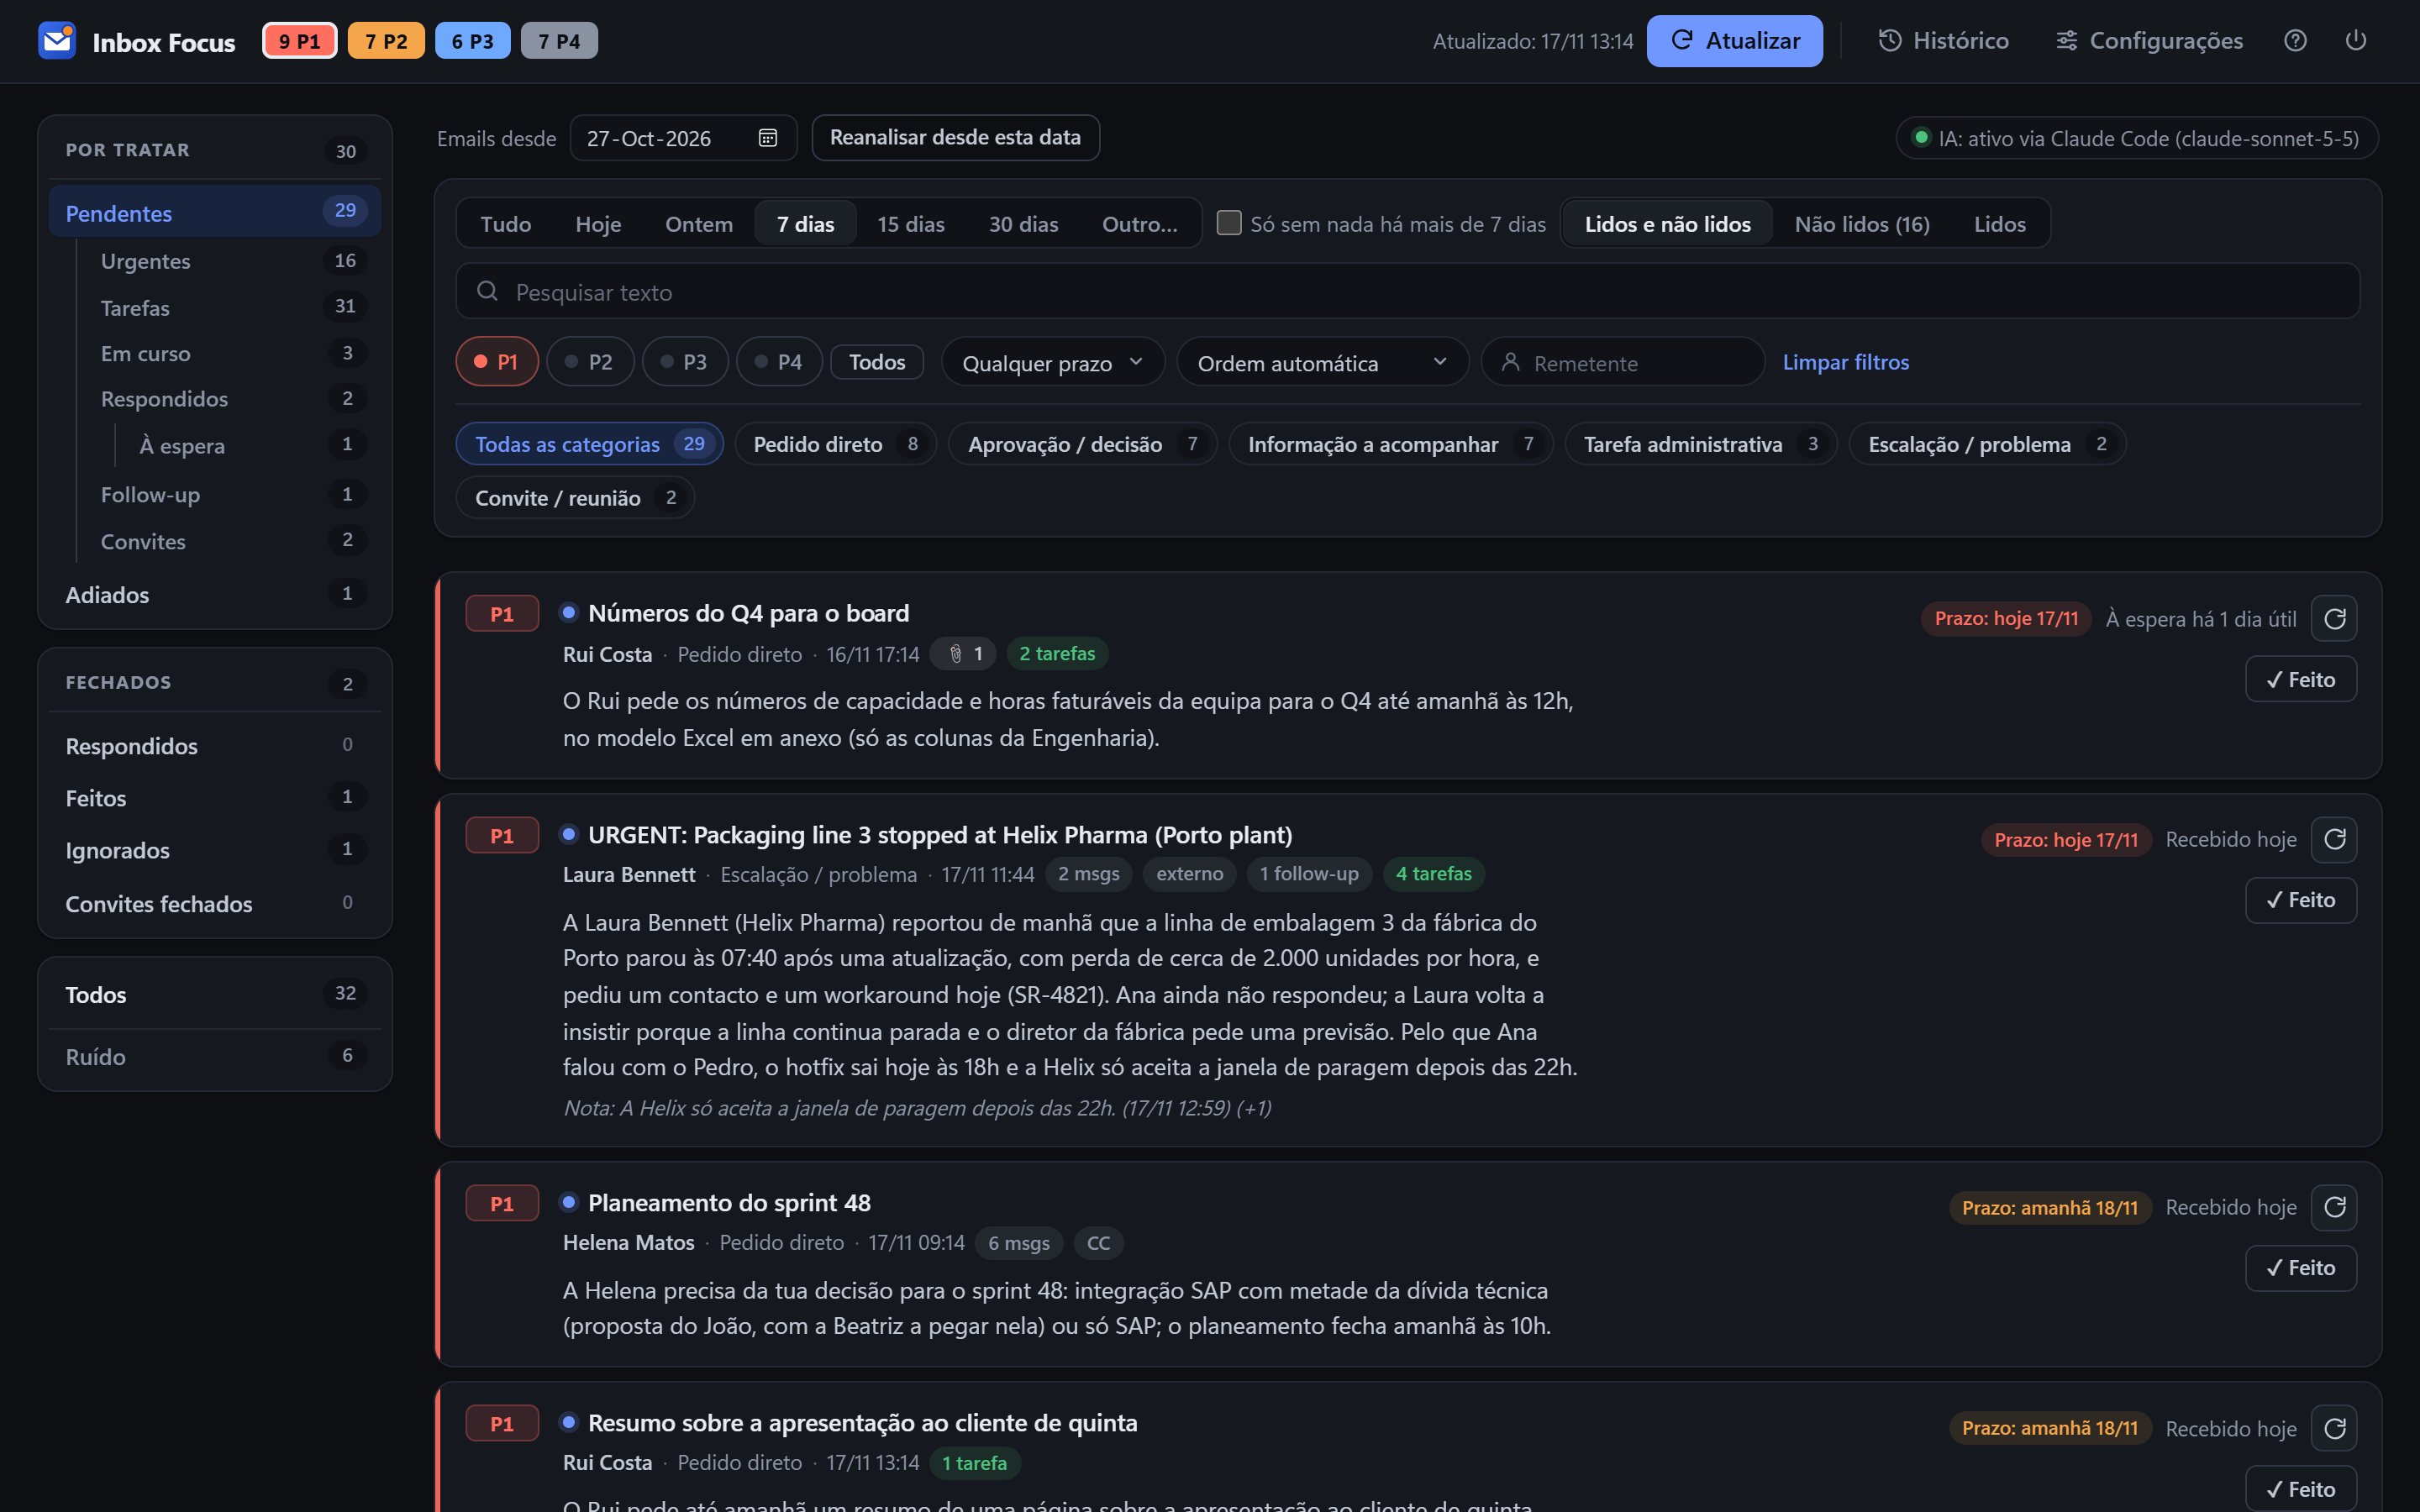 Inbox Focus
9 P1
7 P2
6 P3
7 P4
Atualizado: 17/11 13:14
Atualizar
Histórico
Configurações
POR TRATAR 30
Pendentes 29
Urgentes 16
Tarefas 31
Em curso 3
Respondidos 2
À espera 1
Follow-up 1
Convites 2
Adiados 1
FECHADOS 2
Respondidos 0
Feitos 1
Ignorados 1
Convites fechados 0
Todos 32
Ruído 6
Emails desde 27-Oct-2026 Reanalisar desde esta data
IA: ativo via Claude Code (claude-sonnet-5-5)
Tudo Hoje Ontem 7 dias 15 dias 30 dias Outro... Só sem nada há mais de 7 dias Lidos e não lidos Não lidos (16) Lidos
Pesquisar texto
P1 P2 P3 P4 Todos Qualquer prazo Ordem automática Remetente Limpar filtros
Todas as categorias 29 Pedido direto 8 Aprovação / decisão 7 Informação a acompanhar 7 Tarefa administrativa 3 Escalação / problema 2
Convite / reunião 2
P1 Números do Q4 para o board
Prazo: hoje 17/11 À espera há 1 dia útil
Rui Costa · Pedido direto · 16/11 17:14 1 2 tarefas
✓ Feito
O Rui pede os números de capacidade e horas faturáveis da equipa para o Q4 até amanhã às 12h,
no modelo Excel em anexo (só as colunas da Engenharia).
P1 URGENT: Packaging line 3 stopped at Helix Pharma (Porto plant)
Prazo: hoje 17/11 Recebido hoje
Laura Bennett · Escalação / problema · 17/11 11:44 2 msgs externo 1 follow-up 4 tarefas
✓ Feito
A Laura Bennett (Helix Pharma) reportou de manhã que a linha de embalagem 3 da fábrica do
Porto parou às 07:40 após uma atualização, com perda de cerca de 2.000 unidades por hora, e
pediu um contacto e um workaround hoje (SR-4821). Ana ainda não respondeu; a Laura volta a
insistir porque a linha continua parada e o diretor da fábrica pede uma previsão. Pelo que Ana
falou com o Pedro, o hotfix sai hoje às 18h e a Helix só aceita a janela de paragem depois das 22h.
Nota: A Helix só aceita a janela de paragem depois das 22h. (17/11 12:59) (+1)
P1 Planeamento do sprint 48
Prazo: amanhã 18/11 Recebido hoje
Helena Matos · Pedido direto · 17/11 09:14 6 msgs CC
✓ Feito
A Helena precisa da tua decisão para o sprint 48: integração SAP com metade da dívida técnica
(proposta do João, com a Beatriz a pegar nela) ou só SAP; o planeamento fecha amanhã às 10h.
P1 Resumo sobre a apresentação ao cliente de quinta
Prazo: amanhã 18/11 Recebido hoje
Rui Costa · Pedido direto · 17/11 13:14 1 tarefa
✓ Feito
O Rui pede até amanhã um resumo de uma página sobre a apresentação ao cliente de quinta